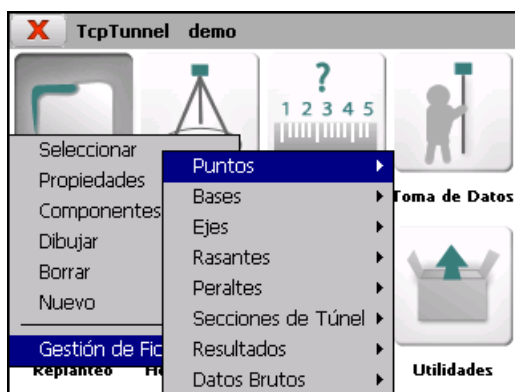 X TcpTunnel demo
?
1 2 3 4 5
Seleccionar
Propiedades
Componentes
Dibujar
Borrar
Nuevo
Gestión de Fic
Puntos
Bases
Ejes
Rasantes
Peraltes
Secciones de Túnel
Resultados
Datos Brutos
Toma de Datos
Replanteo
Utilidades